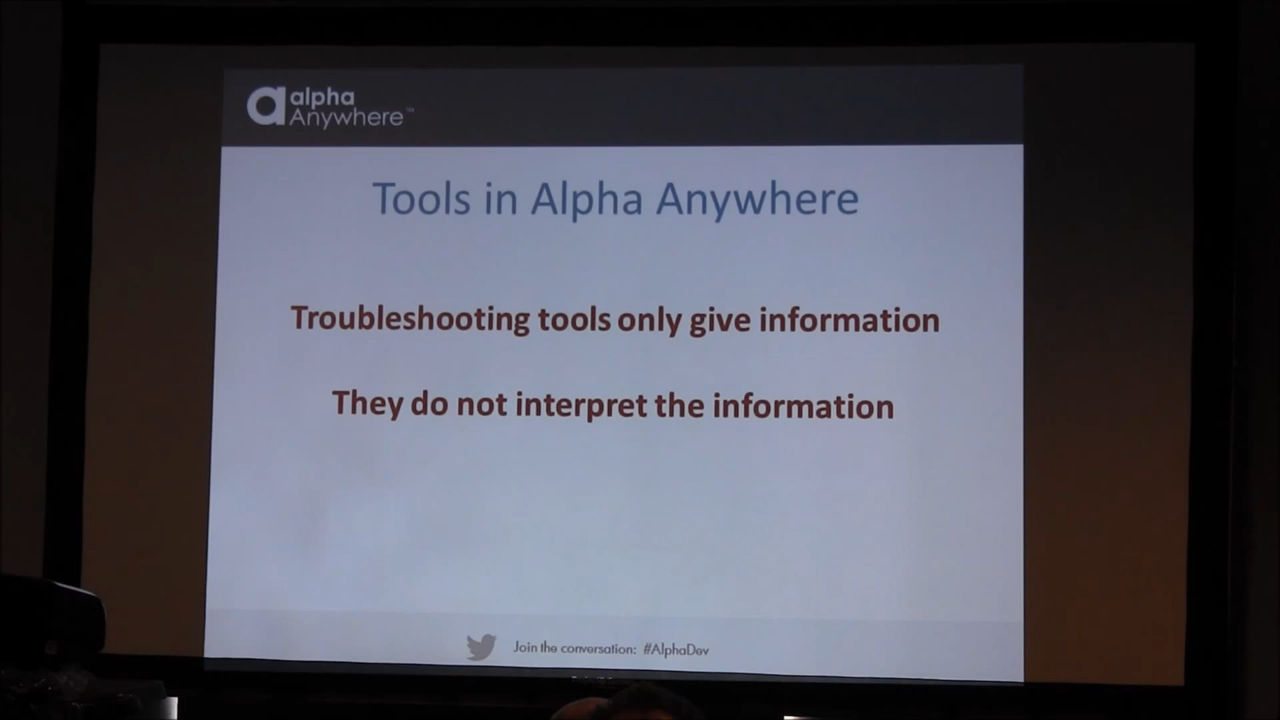 alpha
Anywhere™
Tools in Alpha Anywhere
Troubleshooting tools only give information
They do not interpret the information
Join the conversation: #AlphaDev